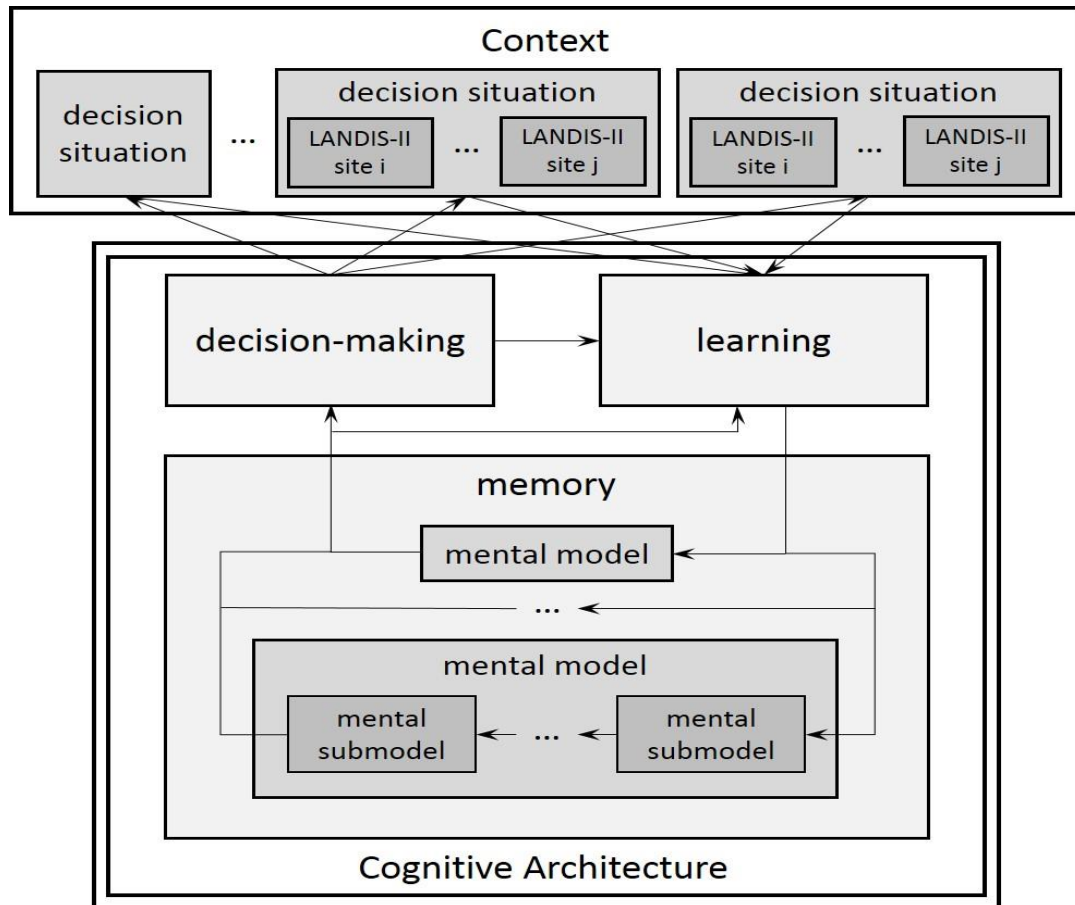 Context
decision
situation
...
decision situation
LANDIS-II
site i
...
LANDIS-II
site j
decision situation
LANDIS-II
site i
...
LANDIS-II
site j
decision-making
learning
memory
mental model
...
mental model
mental
submodel
...
mental
submodel
Cognitive Architecture